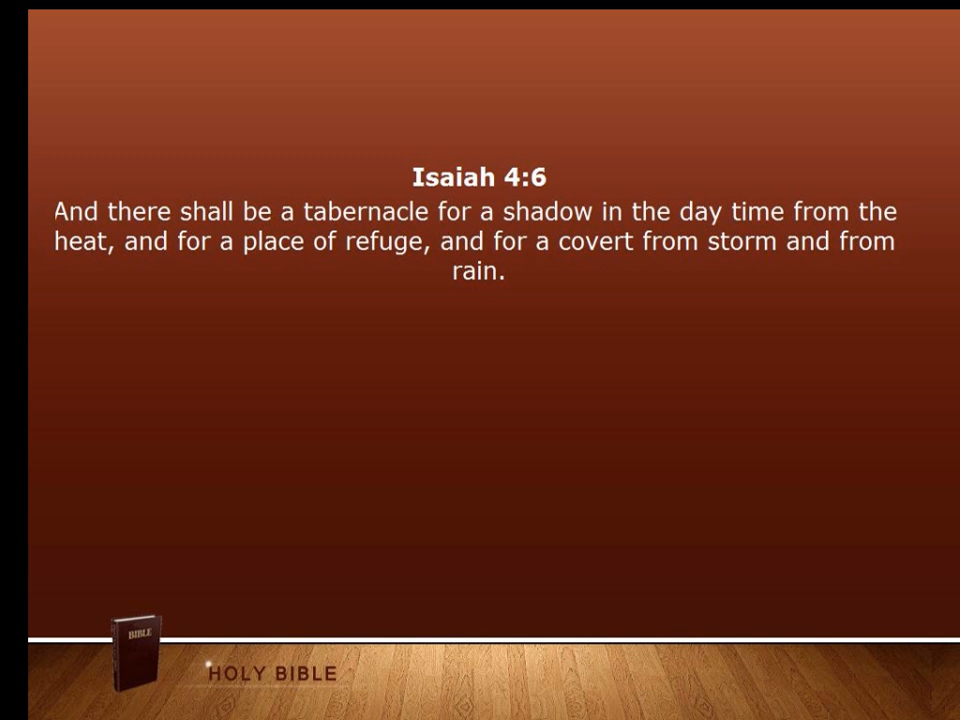 Isaiah 4:6
And there shall be a tabernacle for a shadow in the day time from the
heat, and for a place of refuge, and for a covert from storm and from
rain.
BIBLE
HOLY BIBLE